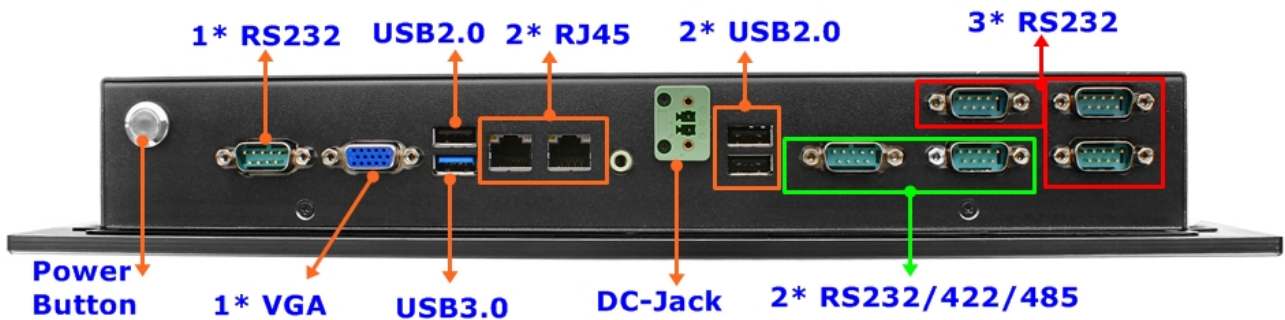 1* RS232
USB2.0
2* RJ45
2* USB2.0
3* RS232
Power
Button
1* VGA
USB3.0
DC-Jack
2* RS232/422/485